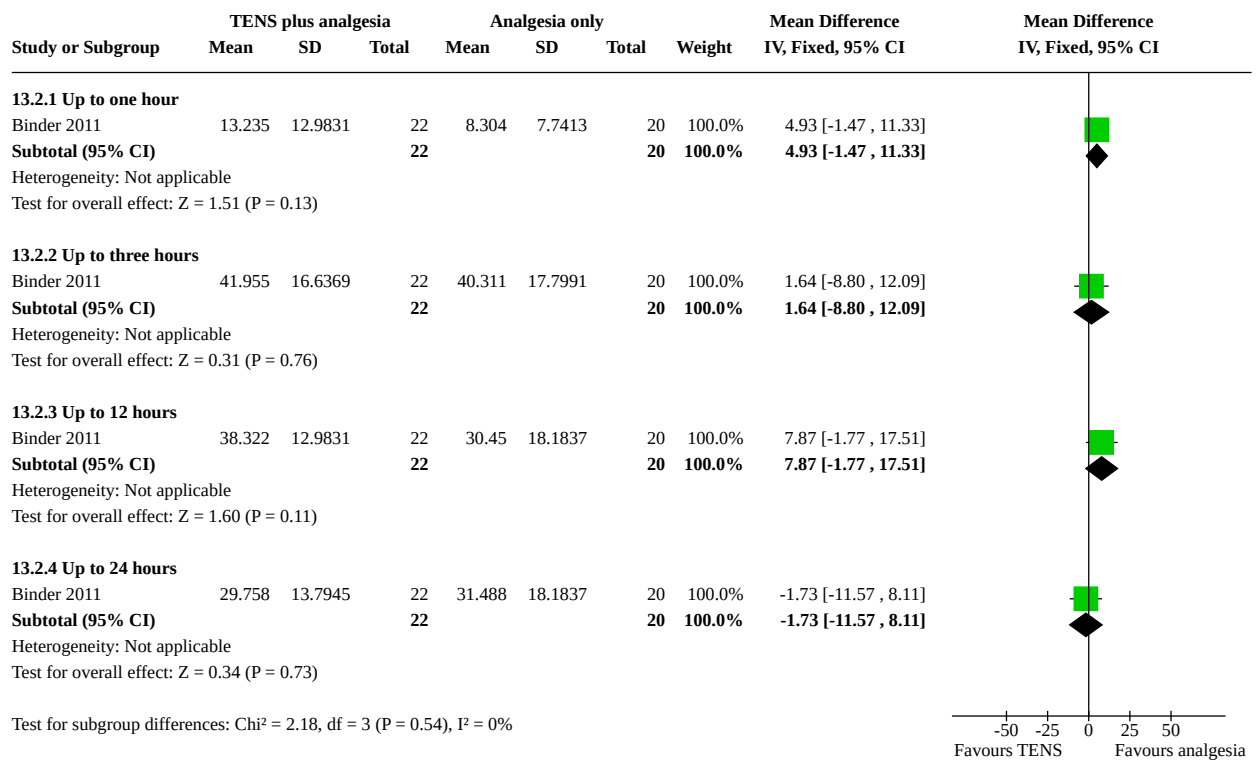 TENS plus analgesia Analgesia only Mean Difference Mean Difference
Study or Subgroup Mean SD Total Mean SD Total Weight IV, Fixed, 95% CI IV, Fixed, 95% CI
13.2.1 Up to one hour
Binder 2011 13.235 12.9831 22 8.304 7.7413 20 100.0% 4.93 [-1.47 , 11.33]
Subtotal (95% CI) 22 20 100.0% 4.93 [-1.47 , 11.33]
Heterogeneity: Not applicable
Test for overall effect: Z = 1.51 (P = 0.13)
13.2.2 Up to three hours
Binder 2011 41.955 16.6369 22 40.311 17.7991 20 100.0% 1.64 [-8.80 , 12.09]
Subtotal (95% CI) 22 20 100.0% 1.64 [-8.80 , 12.09]
Heterogeneity: Not applicable
Test for overall effect: Z = 0.31 (P = 0.76)
13.2.3 Up to 12 hours
Binder 2011 38.322 12.9831 22 30.45 18.1837 20 100.0% 7.87 [-1.77 , 17.51]
Subtotal (95% CI) 22 20 100.0% 7.87 [-1.77 , 17.51]
Heterogeneity: Not applicable
Test for overall effect: Z = 1.60 (P = 0.11)
13.2.4 Up to 24 hours
Binder 2011 29.758 13.7945 22 31.488 18.1837 20 100.0% -1.73 [-11.57 , 8.11]
Subtotal (95% CI) 22 20 100.0% -1.73 [-11.57 , 8.11]
Heterogeneity: Not applicable
Test for overall effect: Z = 0.34 (P = 0.73)
Test for subgroup differences: Chi² = 2.18, df = 3 (P = 0.54), I² = 0%
-50 -25 0 25 50
Favours TENS Favours analgesia